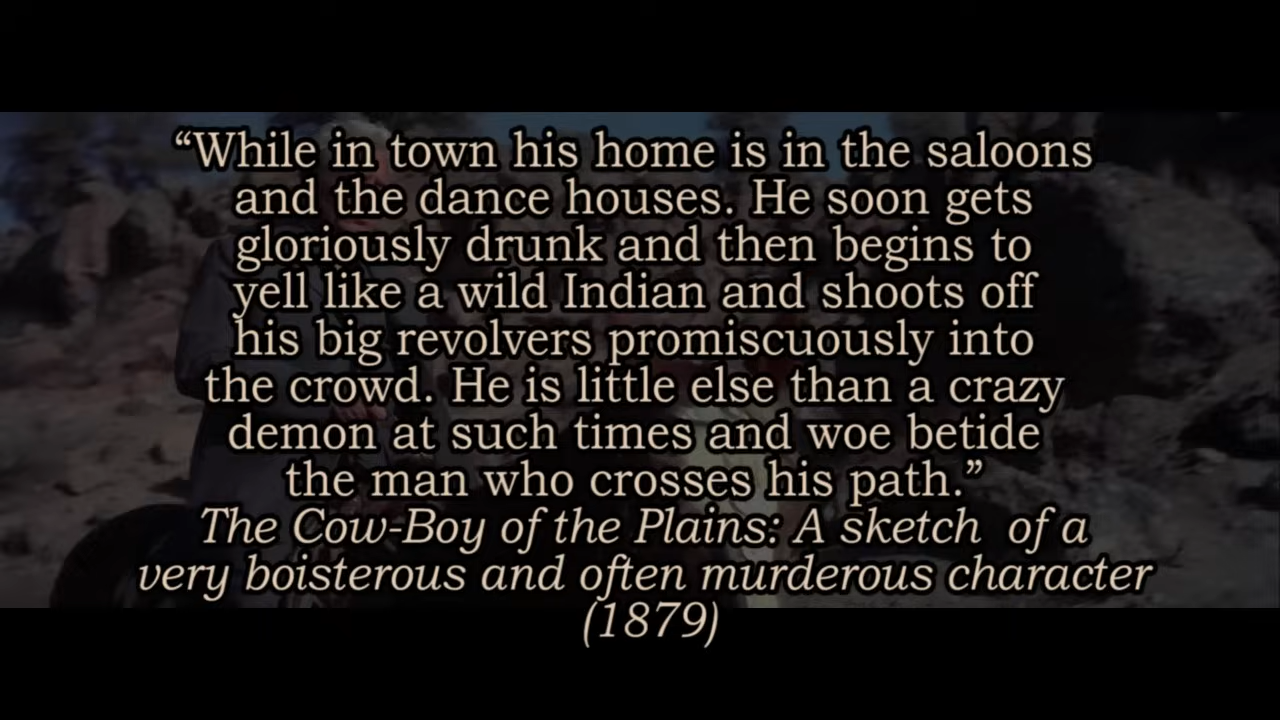 “While in town his home is in the saloons
and the dance houses. He soon gets
gloriously drunk and then begins to
yell like a wild Indian and shoots off
his big revolvers promiscuously into
the crowd. He is little else than a crazy
demon at such times and woe betide
the man who crosses his path.”
The Cow-Boy of the Plains: A sketch of a
very boisterous and often murderous character
(1879)